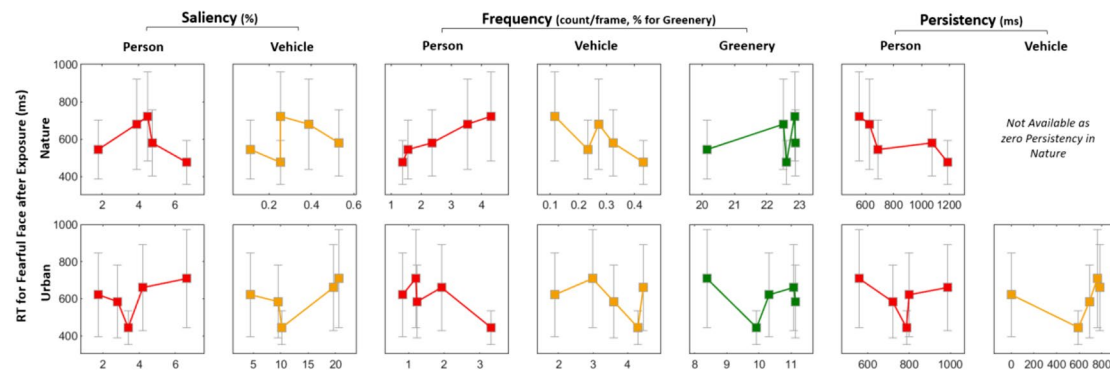 Saliency (%) Frequency (count/frame, % for Greenery) Persistency (ms)
Person Vehicle Person Vehicle Greenery Person Vehicle
RT for Fearful Face after Exposure (ms)
Nature
1000
800
600
400
2 4 6 0.2 0.4 0.6 1 2 3 4 0.1 0.2 0.3 0.4 20 21 22 23 600 800 1000 1200
Not Available as
zero Persistency in
Nature
Urban
1000
800
600
400
2 4 6 5 10 15 20 1 2 3 2 3 4 8 9 10 11 600 800 1000 0 200 400 600 800